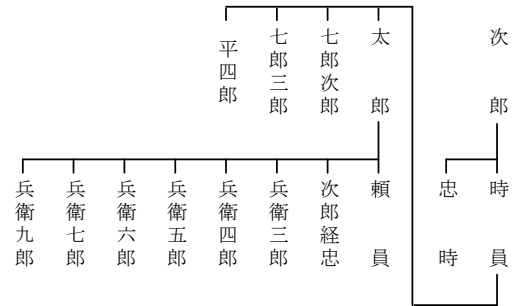 次郎
時員
忠時
太郎
七郎次郎
七郎三郎
平四郎
頼員
次郎経忠
兵衛三郎
兵衛四郎
兵衛五郎
兵衛六郎
兵衛七郎
兵衛九郎